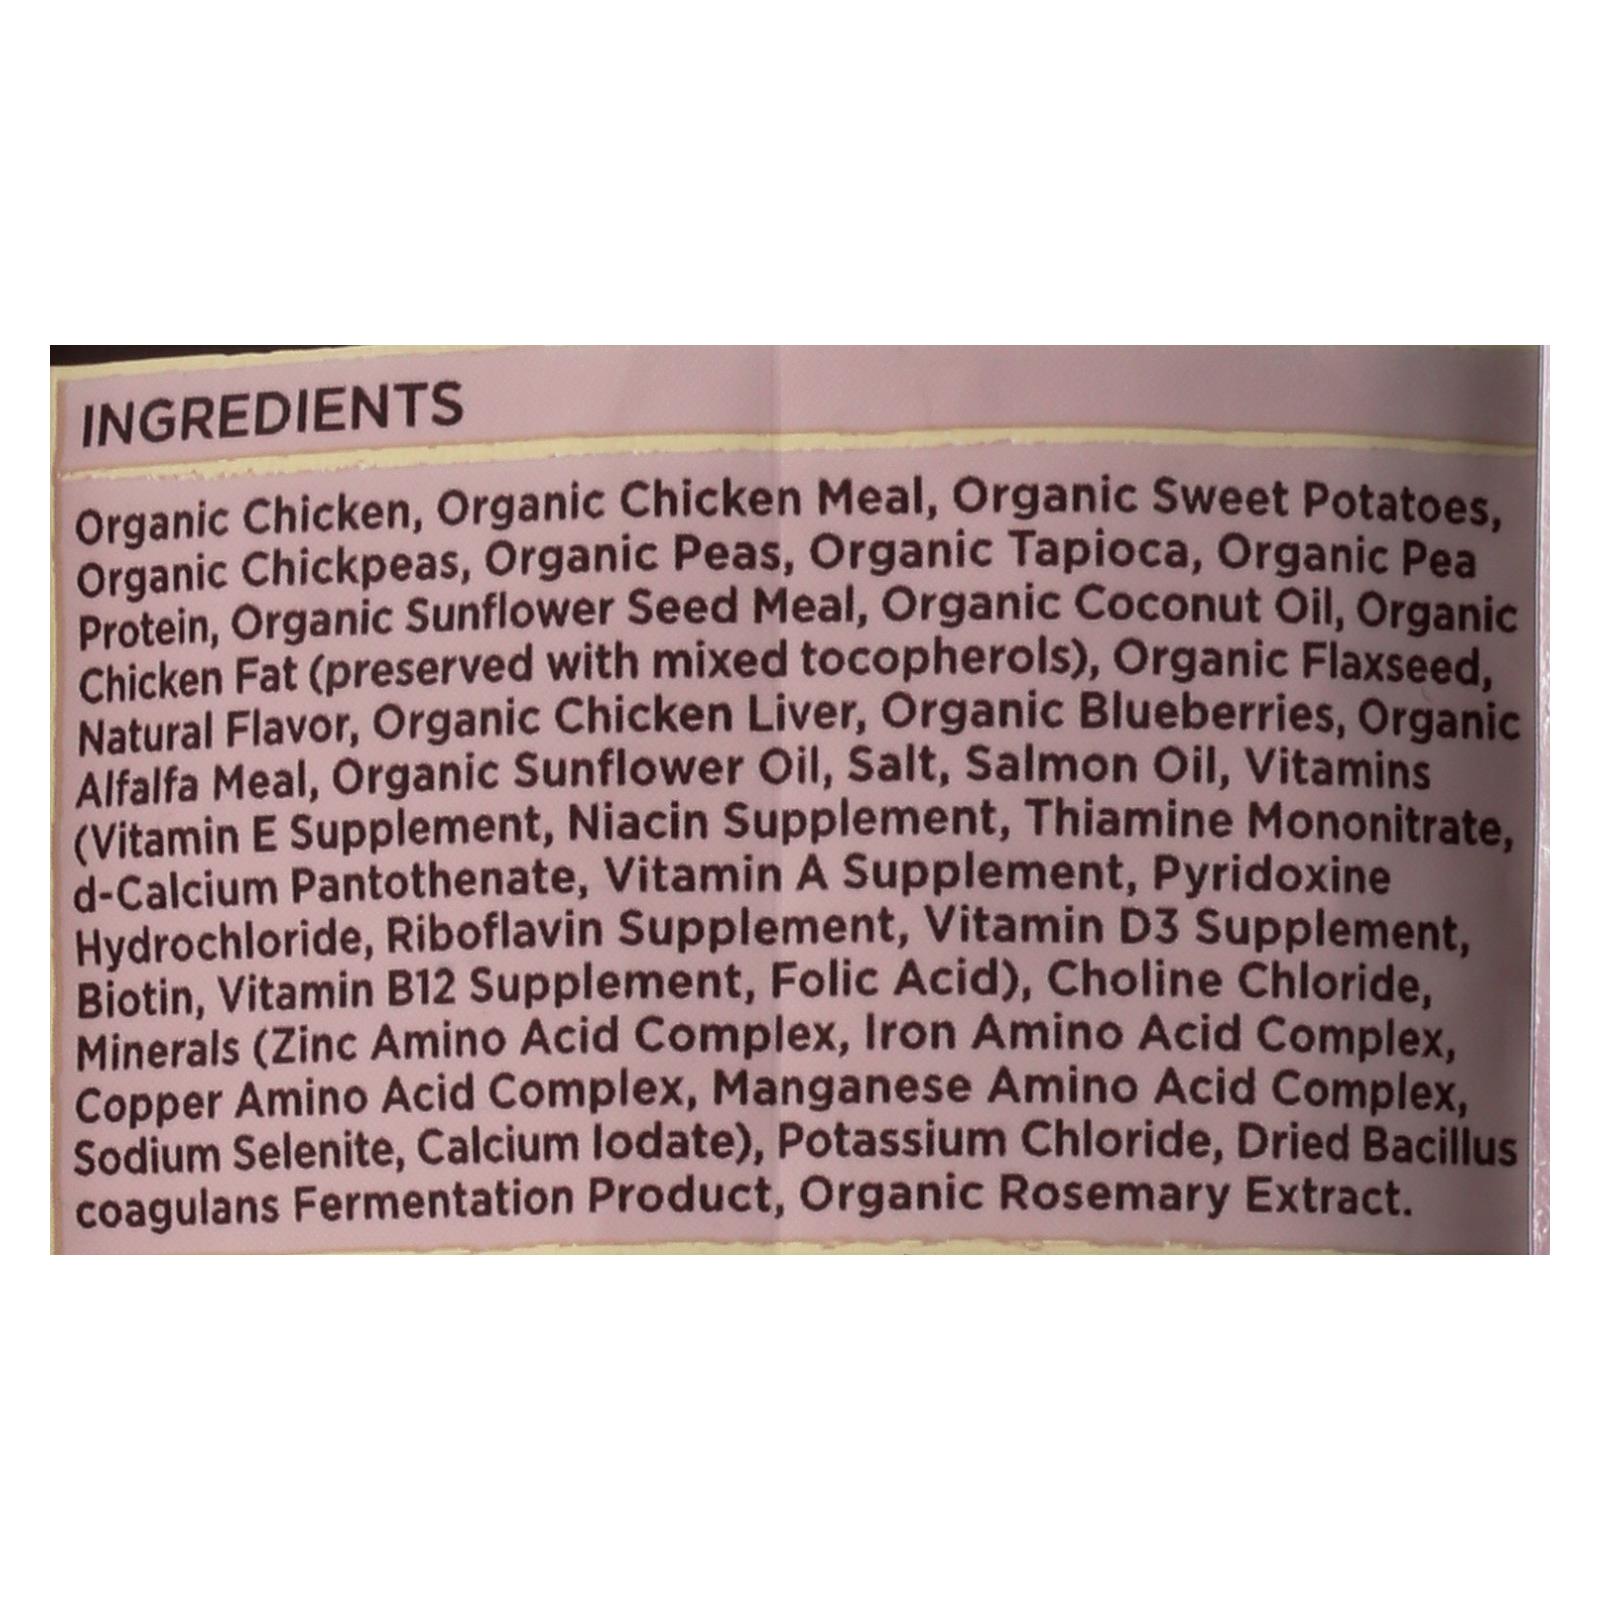 INGREDIENTS
Organic Chicken, Organic Chicken Meal, Organic Sweet Potatoes,
Organic Chickpeas, Organic Peas, Organic Tapioca, Organic Pea
Protein, Organic Sunflower Seed Meal, Organic Coconut Oil, Organic
Chicken Fat (preserved with mixed tocopherols), Organic Flaxseed,
Natural Flavor, Organic Chicken Liver, Organic Blueberries, Organic
Alfalfa Meal, Organic Sunflower Oil, Salt, Salmon Oil, Vitamins
(Vitamin E Supplement, Niacin Supplement, Thiamine Mononitrate,
d-Calcium Pantothenate, Vitamin A Supplement, Pyridoxine
Hydrochloride, Riboflavin Supplement, Vitamin D3 Supplement,
Biotin, Vitamin B12 Supplement, Folic Acid), Choline Chloride,
Minerals (Zinc Amino Acid Complex, Iron Amino Acid Complex,
Copper Amino Acid Complex, Manganese Amino Acid Complex,
Sodium Selenite, Calcium Iodate), Potassium Chloride, Dried Bacillus
coagulans Fermentation Product, Organic Rosemary Extract.